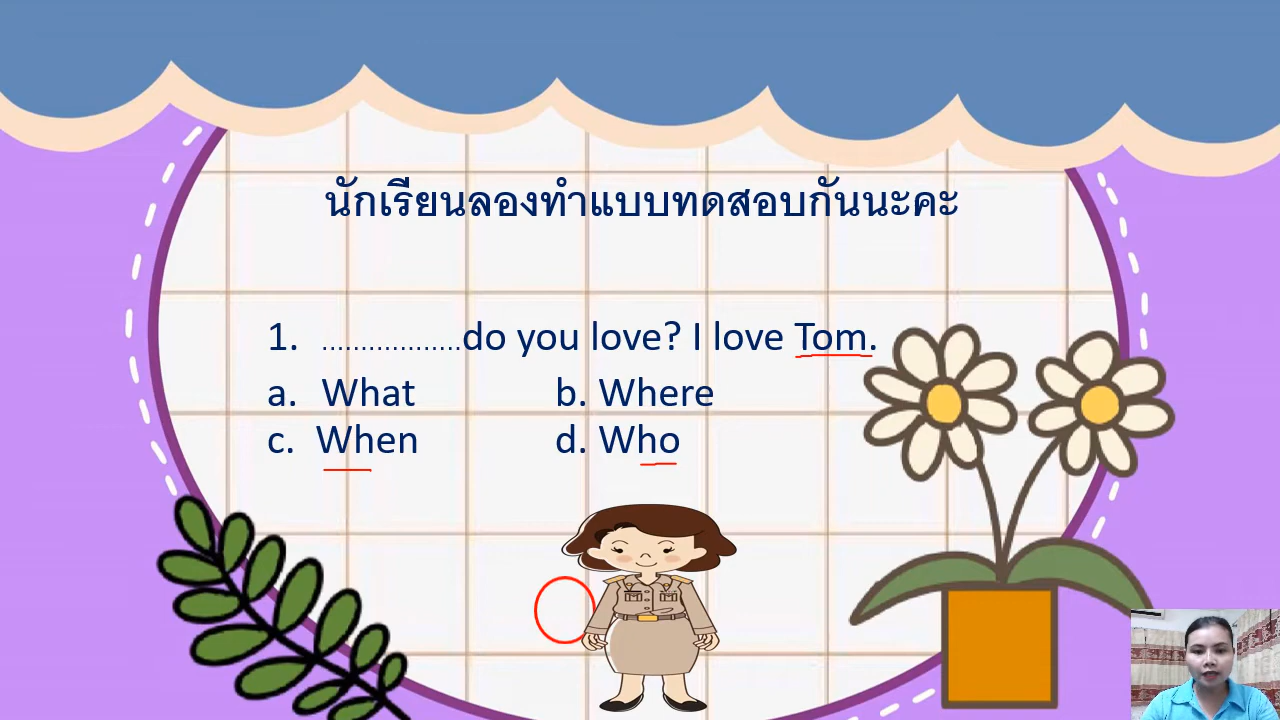 นักเรียนลองทำแบบทดสอบกันนะคะ
1. ..................do you love? I love Tom.
a. What b. Where
c. When d. Who